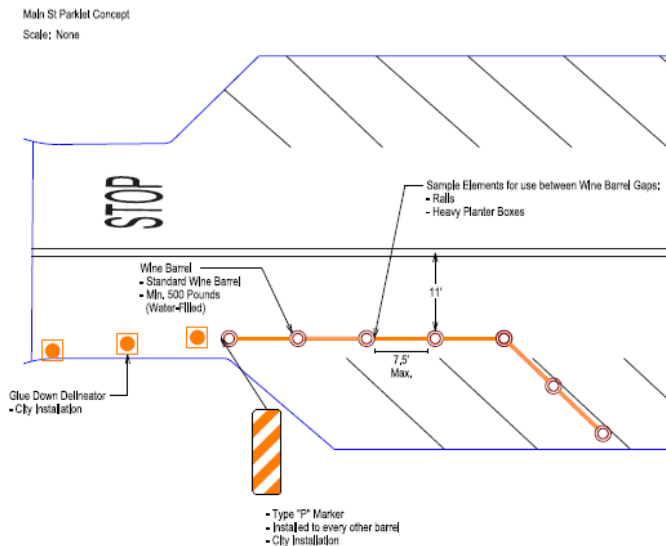 Main St Parklet Concept
Scale: None
STOP
Sample Elements for use between Wine Barrel Gaps:
- Rails
- Heavy Planter Boxes
Wine Barrel
- Standard Wine Barrel
- Min. 500 Pounds
(Water-Filled)
11'
7.5'
Max.
Glue Down Delineator
- City Installation
- Type "P" Marker
- Installed to every other barrel
- City Installation